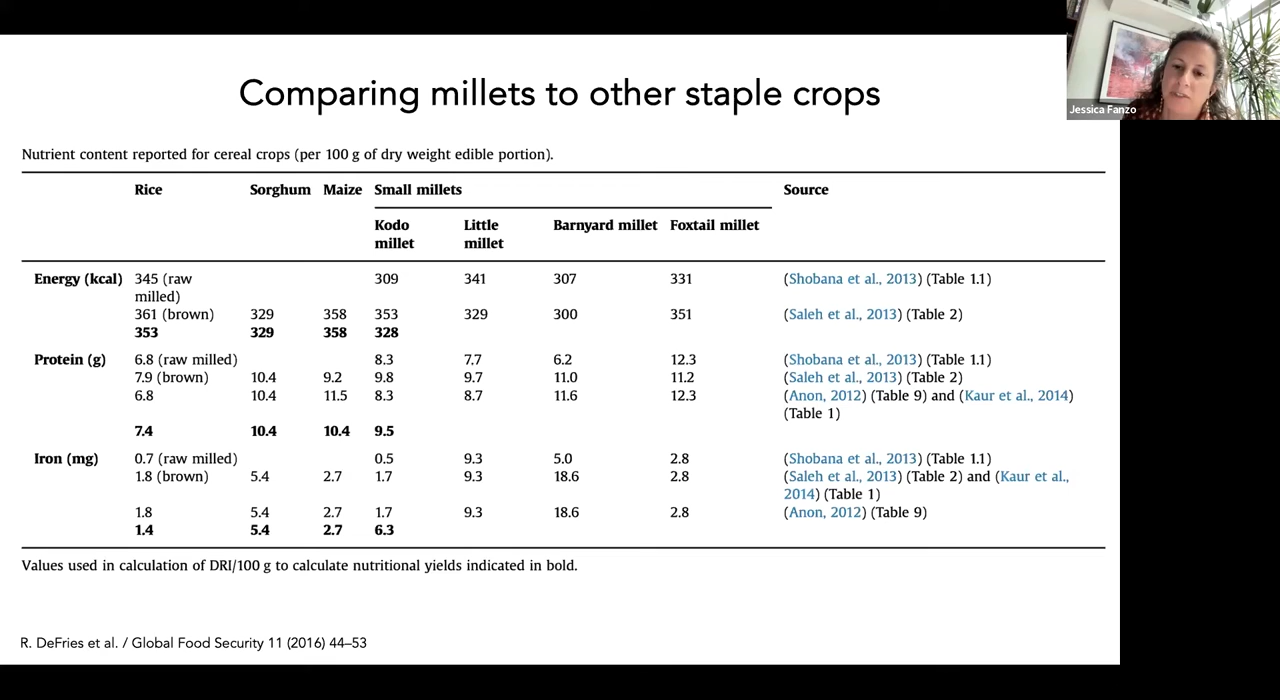 Comparing millets to other staple crops
Jessica Fanzo
Nutrient content reported for cereal crops (per 100 g of dry weight edible portion).
Rice Sorghum Maize Small millets Source
Kodo millet Little millet Barnyard millet Foxtail millet
Energy (kcal) 345 (raw milled) 309 341 307 331 (Shobana et al., 2013) (Table 1.1)
361 (brown) 329 358 353 329 300 351 (Saleh et al., 2013) (Table 2)
353 329 358 328
Protein (g) 6.8 (raw milled) 8.3 7.7 6.2 12.3 (Shobana et al., 2013) (Table 1.1)
7.9 (brown) 10.4 9.2 9.8 9.7 11.0 11.2 (Saleh et al., 2013) (Table 2)
6.8 10.4 11.5 8.3 8.7 11.6 12.3 (Anon, 2012) (Table 9) and (Kaur et al., 2014)
(Table 1)
7.4 10.4 10.4 9.5
Iron (mg) 0.7 (raw milled) 0.5 9.3 5.0 2.8 (Shobana et al., 2013) (Table 1.1)
1.8 (brown) 5.4 2.7 1.7 9.3 18.6 2.8 (Saleh et al., 2013) (Table 2) and (Kaur et al.,
2014) (Table 1)
1.8 5.4 2.7 1.7 9.3 18.6 2.8 (Anon, 2012) (Table 9)
1.4 5.4 2.7 6.3
Values used in calculation of DRI/100 g to calculate nutritional yields indicated in bold.
R. DeFries et al. / Global Food Security 11 (2016) 44–53